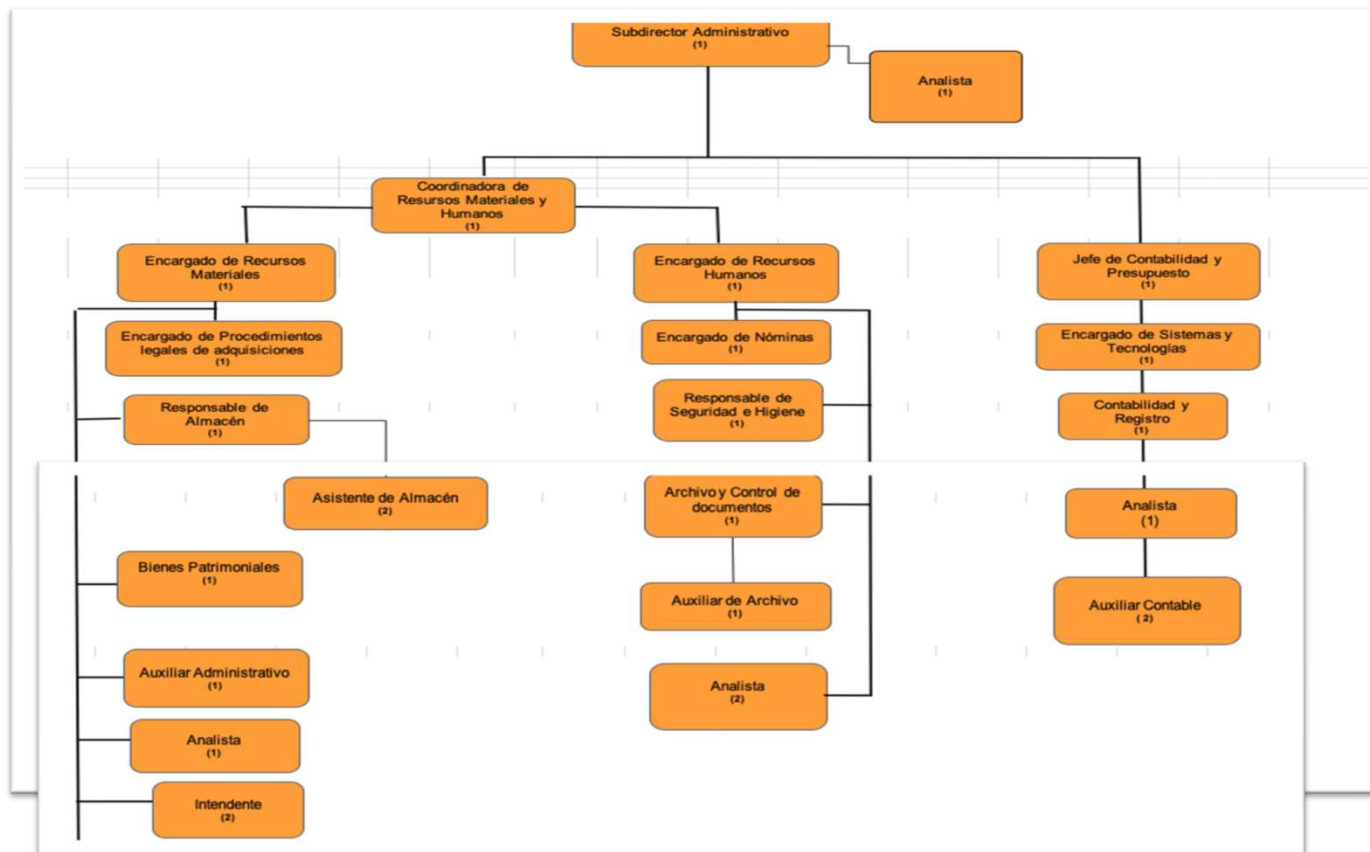 Subdirector Administrativo
(1)
Analista
(1)
Coordinadora de
Recursos Materiales y
Humanos
(1)
Encargado de Recursos
Materiales
(1)
Encargado de Recursos
Humanos
(1)
Jefe de Contabilidad y
Presupuesto
(1)
Encargado de Procedimientos
legales de adquisiciones
(1)
Encargado de Nóminas
(1)
Encargado de Sistemas y
Tecnologías
(1)
Responsable de
Almacén
(1)
Responsable de
Seguridad e Higiene
(1)
Contabilidad y
Registro
(1)
Asistente de Almacén
(2)
Archivo y Control de
documentos
(1)
Analista
(1)
Bienes Patrimoniales
(1)
Auxiliar de Archivo
(1)
Auxiliar Contable
( 2)
Auxiliar Administrativo
(1)
Analista
(2)
Analista
(1)
Intendente
(2)